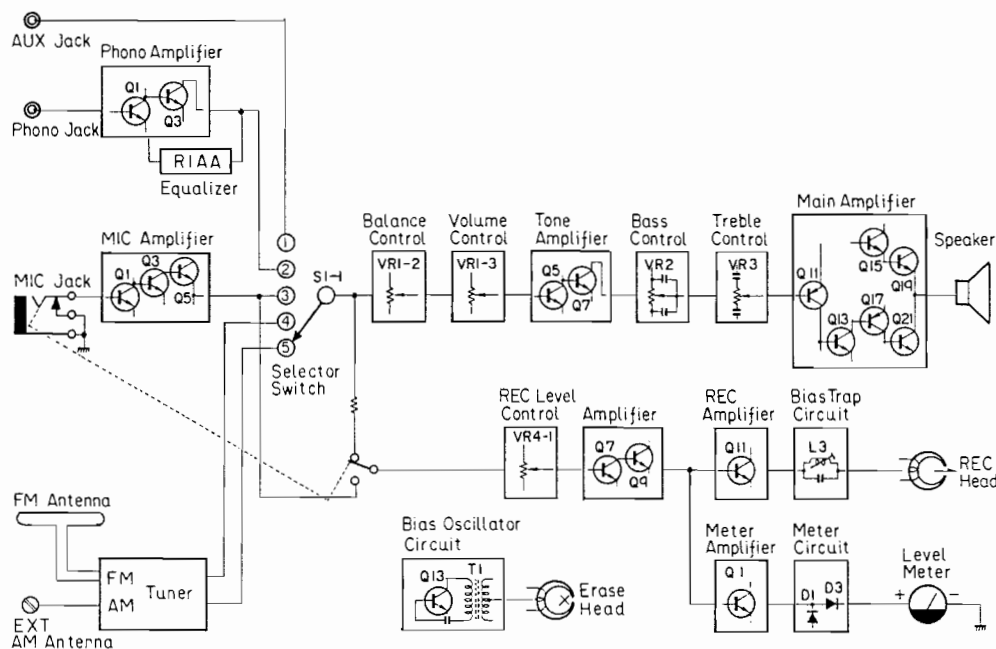 AUX Jack
Phono Amplifier
Q1
Q3
Phono Jack
RIAA
Equalizer
MIC Amplifier
MIC Jack
Q1
Q3
Q5
1
2
3
4
5
S1-1
Selector
Switch
Balance
Control
VR1-2
Volume
Control
VR1-3
Tone
Amplifier
Q5
Q7
Bass
Control
VR2
Treble
Control
VR3
Main Amplifier
Q11
Q15
Q19
Q17
Q13
Q21
Speaker
REC Level
Control
VR4-1
Amplifier
Q7
Q9
REC
Amplifier
Q11
Bias Trap
Circuit
L3
REC
Head
FM Antenna
FM
AM
Tuner
EXT
AM Antenna
Bias Oscillator
Circuit
Q13
T1
Erase
Head
Meter
Amplifier
Q1
Meter
Circuit
D1
D3
Level
Meter
+
-